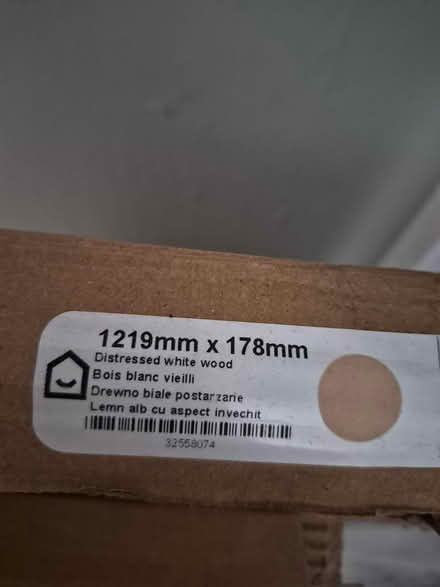 1219mm x 178mm
Distressed white wood
Bois blanc vieilli
Drewno białe postarzane
Lemn alb cu aspect invechit
32558074